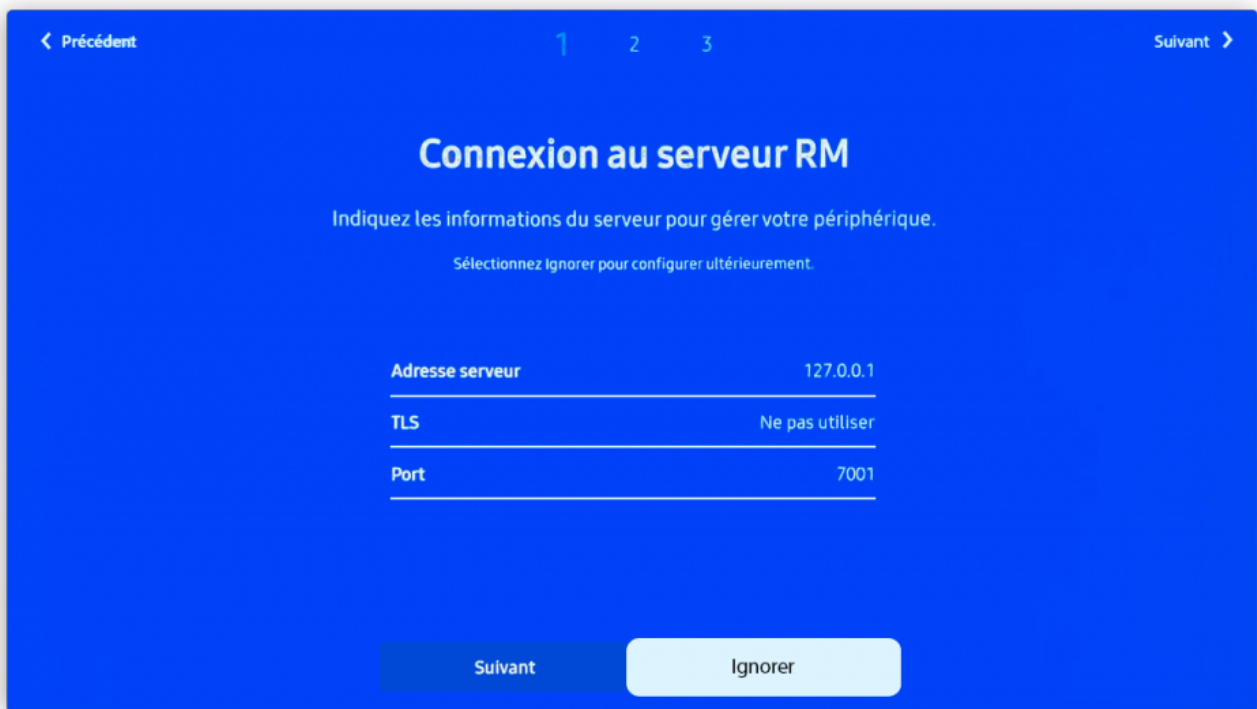 Précédent
1 2 3
Suivant
Connexion au serveur RM
Indiquez les informations du serveur pour gérer votre périphérique.
Sélectionnez Ignorer pour configurer ultérieurement.
Adresse serveur 127.0.0.1
TLS Ne pas utiliser
Port 7001
Suivant Ignorer